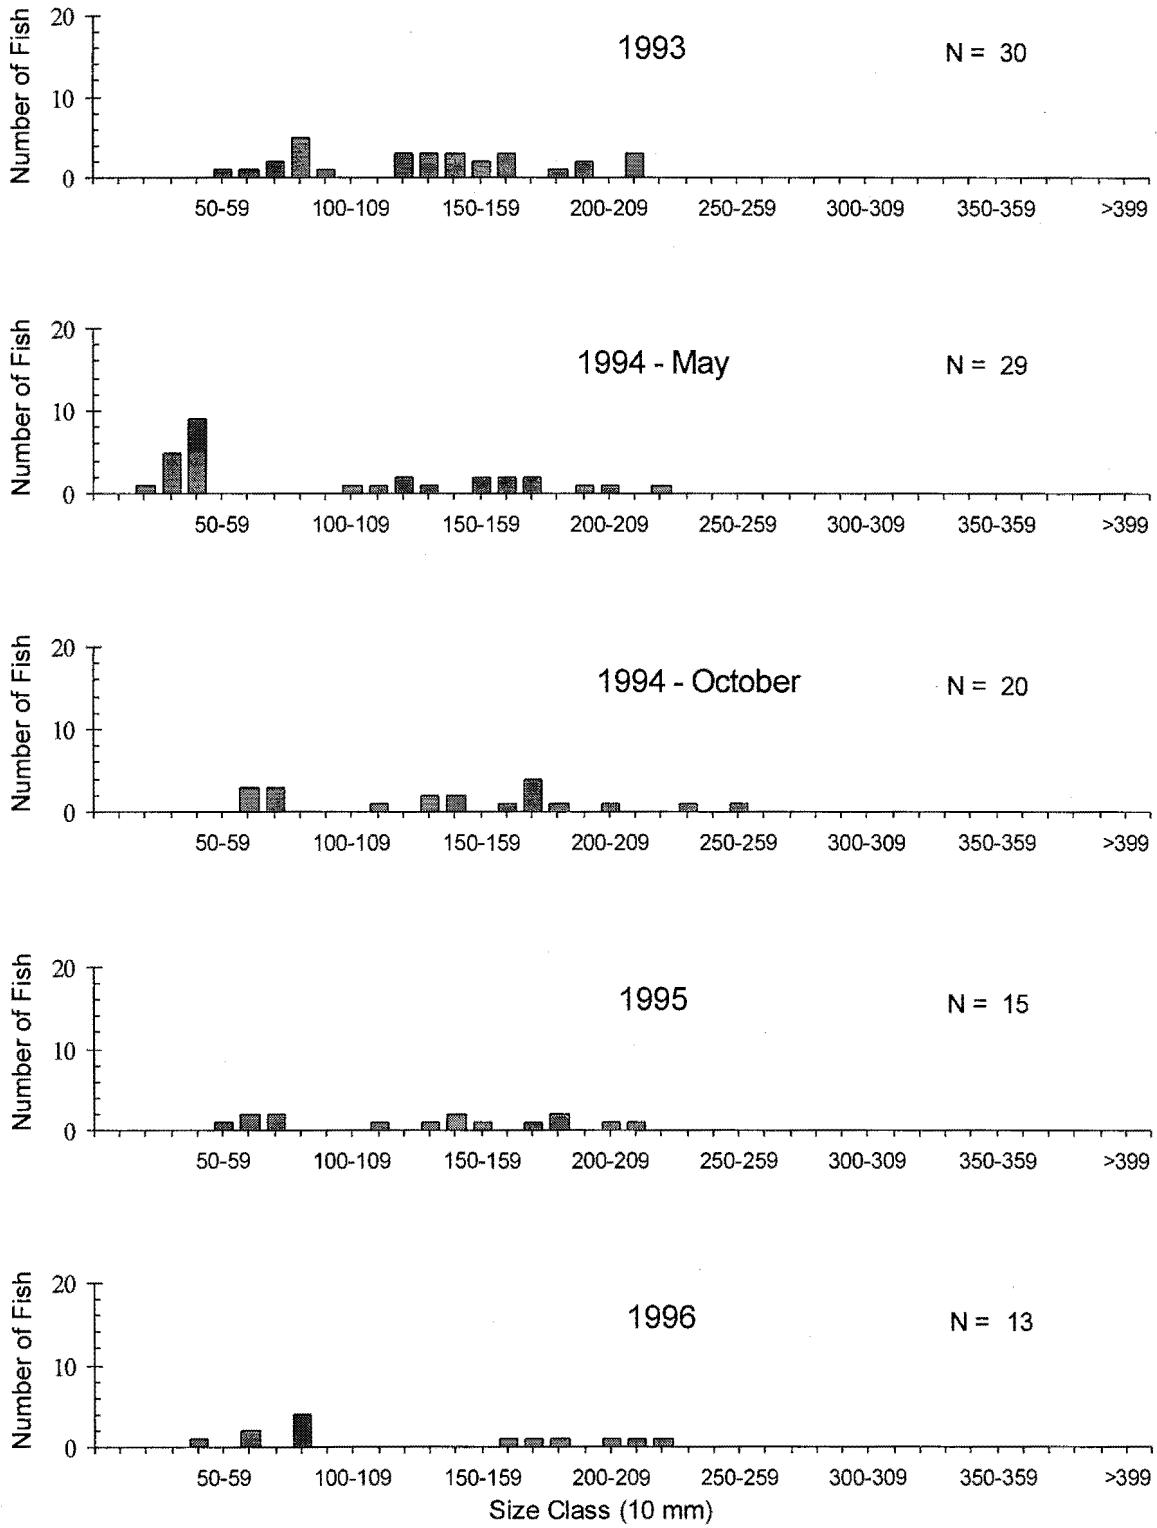 Number of Fish
20
10
0
1993
N = 30
50-59 100-109 150-159 200-209 250-259 300-309 350-359 >399
Number of Fish
20
10
0
1994 - May
N = 29
50-59 100-109 150-159 200-209 250-259 300-309 350-359 >399
Number of Fish
20
10
0
1994 - October
N = 20
50-59 100-109 150-159 200-209 250-259 300-309 350-359 >399
Number of Fish
20
10
0
1995
N = 15
50-59 100-109 150-159 200-209 250-259 300-309 350-359 >399
Number of Fish
20
10
0
1996
N = 13
50-59 100-109 150-159 200-209 250-259 300-309 350-359 >399
Size Class (10 mm)